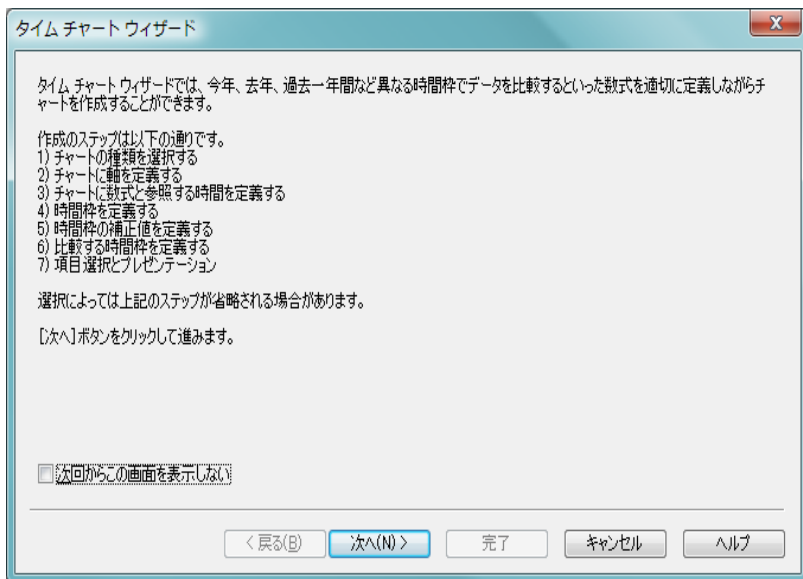 タイム チャート ウィザード
X
タイム チャート ウィザードでは、今年、去年、過去一年間など異なる時間枠でデータを比較するといった数式を適切に定義しながらチ
ャートを作成することができます。
作成のステップは以下の通りです。
1) チャートの種類を選択する
2) チャートに軸を定義する
3) チャートに数式と参照する時間を定義する
4) 時間枠を定義する
5) 時間枠の補正値を定義する
6) 比較する時間枠を定義する
7) 項目選択とプレゼンテーション
選択によっては上記のステップが省略される場合があります。
[次へ]ボタンをクリックして進みます。
次回からこの画面を表示しない
< 戻る(B)
次へ(N) >
完了
キャンセル
ヘルプ